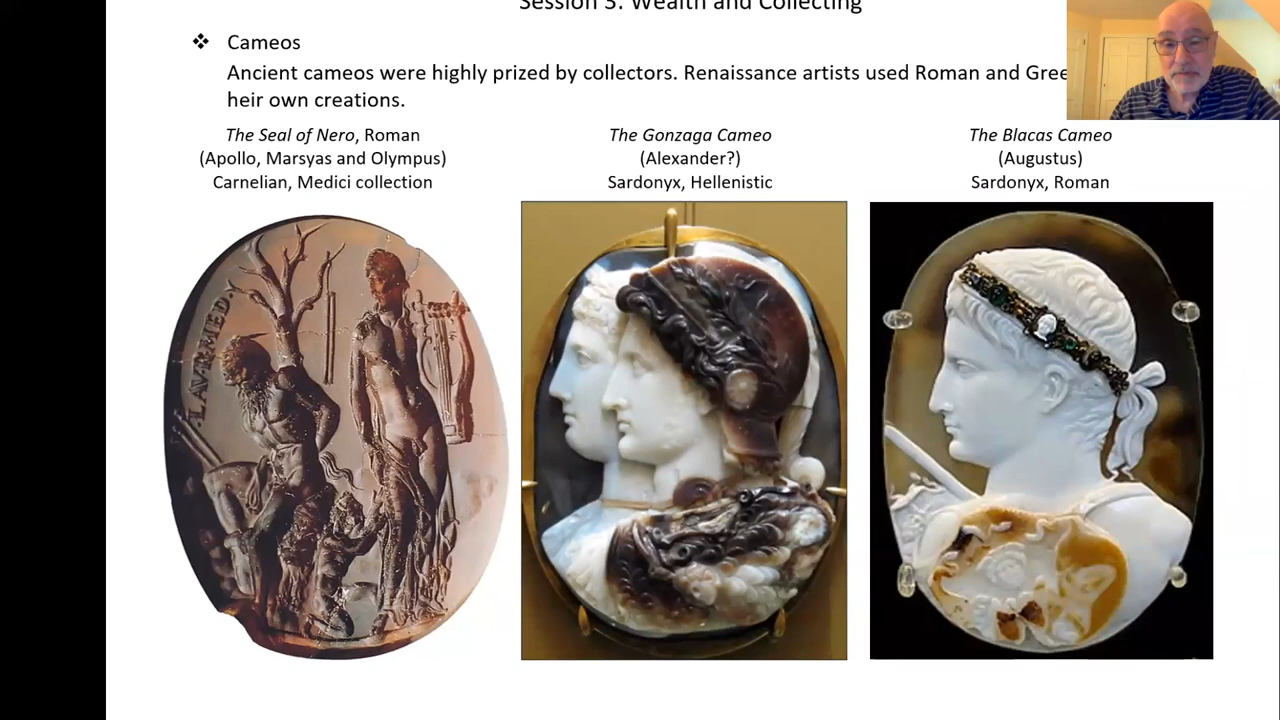 Session 3: Wealth and Collecting
❖ Cameos
Ancient cameos were highly prized by collectors. Renaissance artists used Roman and Gree
heir own creations.
The Seal of Nero, Roman
(Apollo, Marsyas and Olympus)
Carnelian, Medici collection
The Gonzaga Cameo
(Alexander?)
Sardonyx, Hellenistic
The Blacas Cameo
(Augustus)
Sardonyx, Roman
.LAVR.MED.